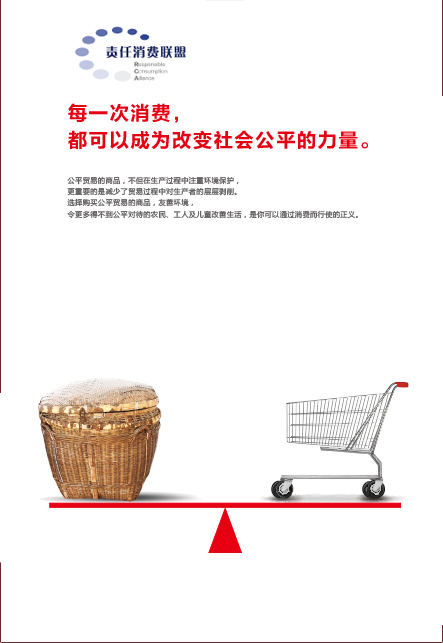 责任消费联盟
Responsible
Consumption
Alliance
每一次消费，
都可以成为改变社会公平的力量。
公平贸易的商品，不但在生产过程中注重环境保护，
更重要的是减少了贸易过程中对生产者的层层剥削。
选择购买公平贸易的商品，友善环境，
令更多得不到公平对待的农民、工人及儿童改善生活，是你可以通过消费而行使的正义。